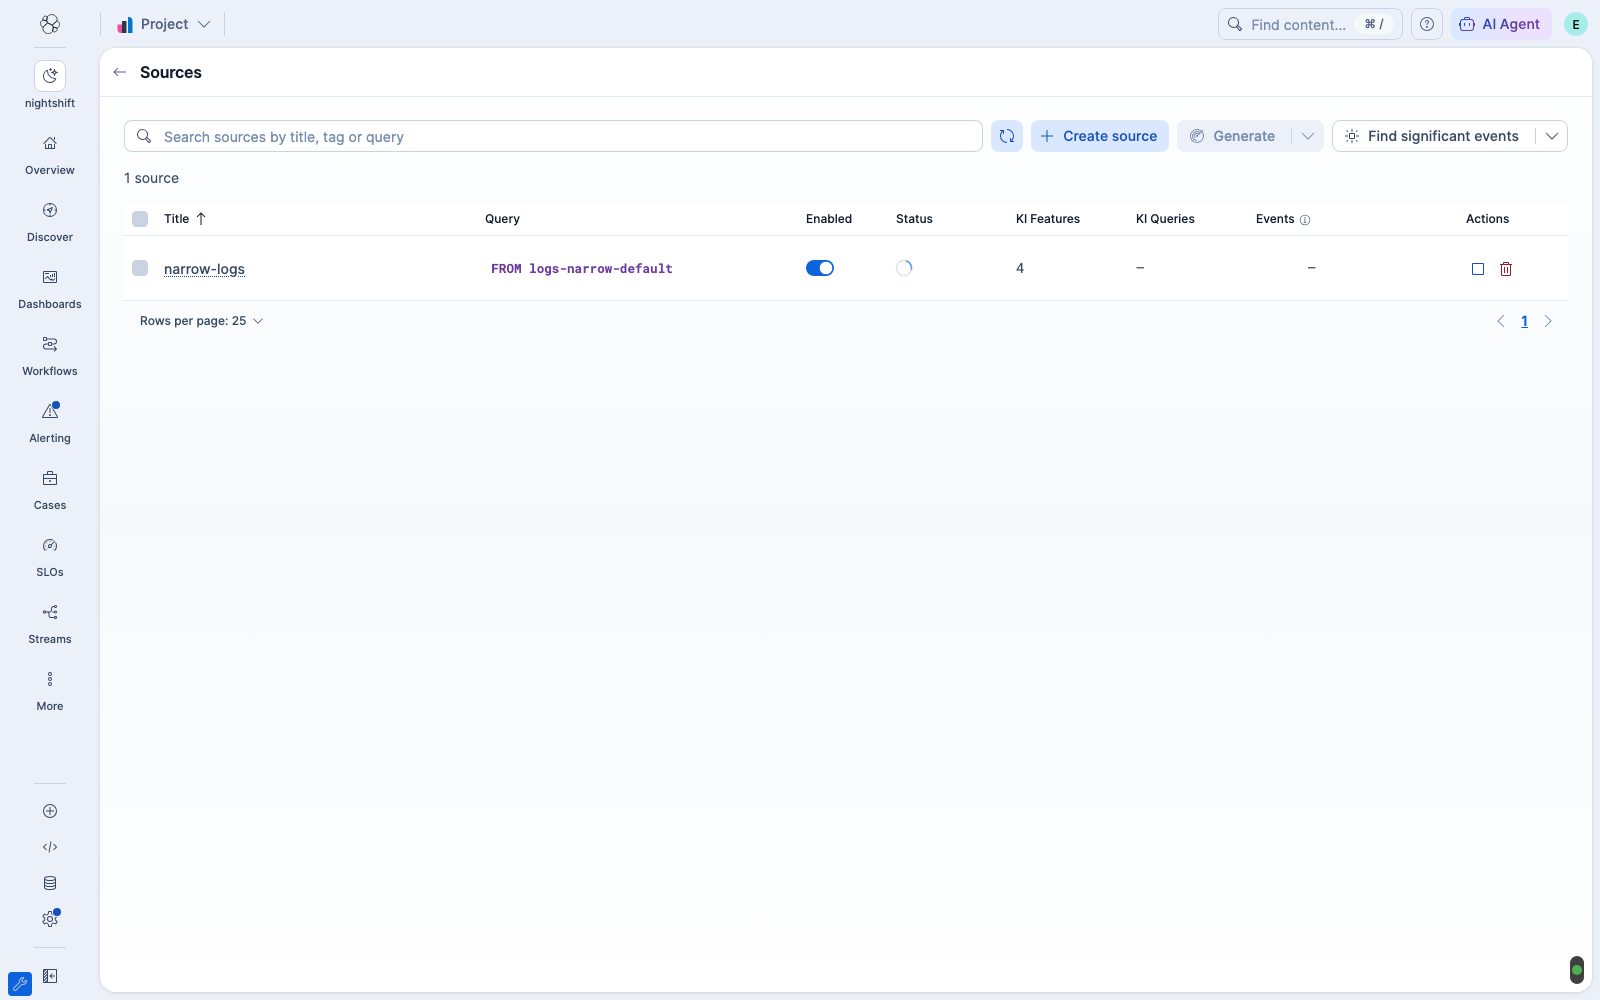 Project
Find content...
⌘ /
AI Agent
E
nightshift
Overview
Discover
Dashboards
Workflows
Alerting
Cases
SLOs
Streams
More
Sources
Search sources by title, tag or query
Create source
Generate
Find significant events
1 source
Title
Query
Enabled
Status
KI Features
KI Queries
Events
Actions
narrow-logs
FROM logs-narrow-default
4
–
–
Rows per page: 25
1